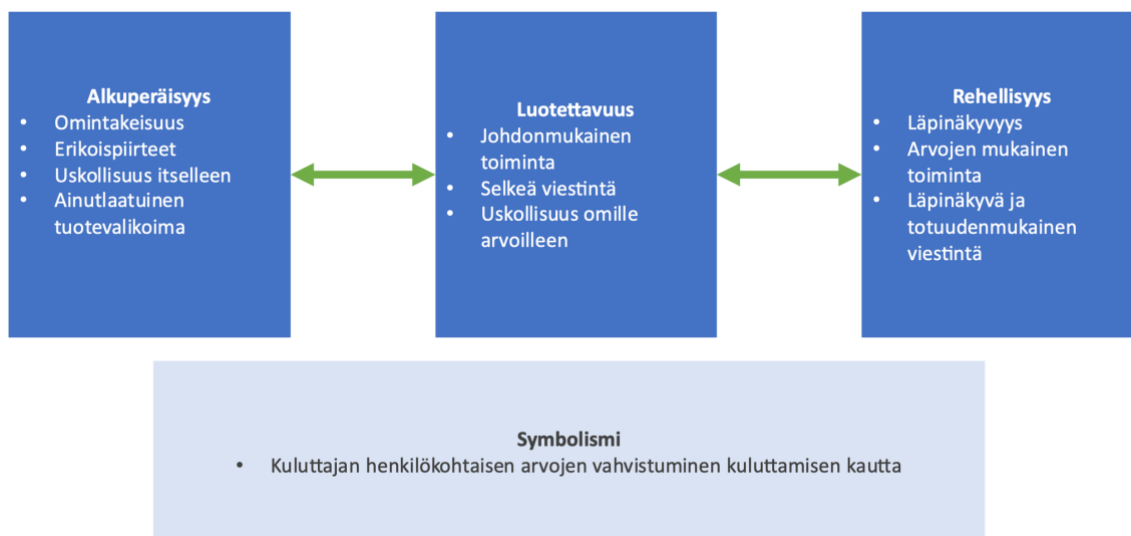 Alkuperäisyys
• Omintakeisuus
• Erikoispiirteet
• Uskollisuus itselleen
• Ainutlaatuinen
tuotevalikoima
Luotettavuus
• Johdonmukainen
toiminta
• Selkeä viestintä
• Uskollisuus omille
arvoilleen
Rehellisyys
• Läpinäkyvyys
• Arvojen mukainen
toiminta
• Läpinäkyvä ja
totuudenmukainen
viestintä
Symbolismi
• Kuluttajan henkilökohtaisen arvojen vahvistuminen kuluttamisen kautta